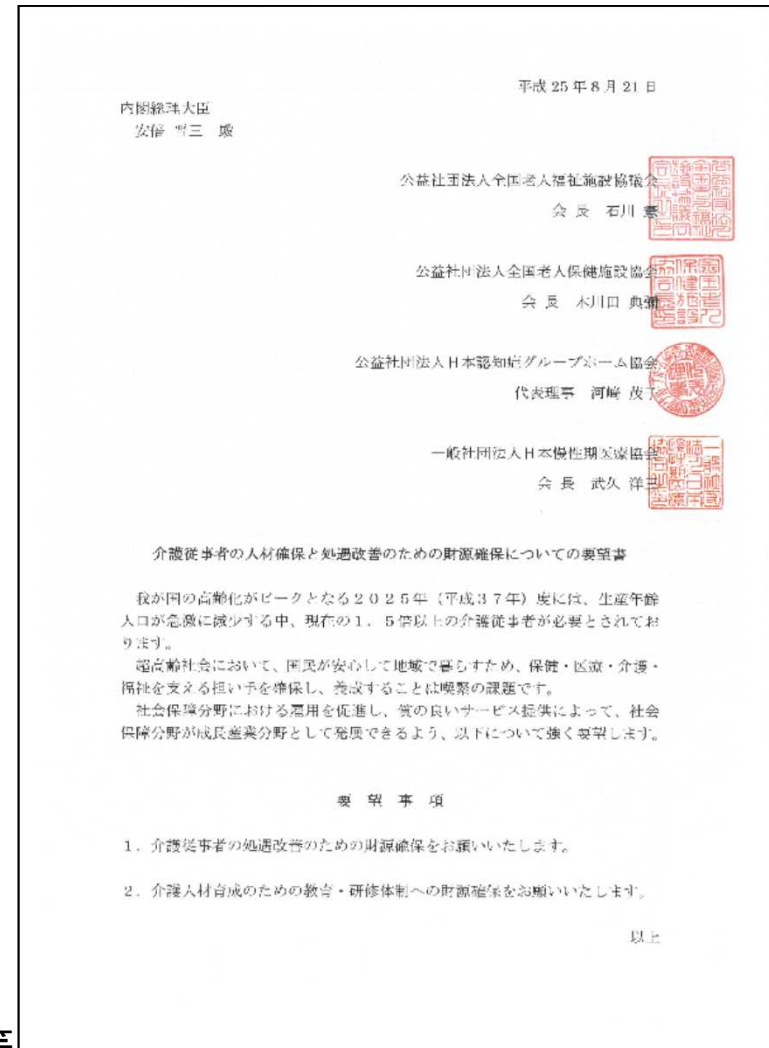 平成25年8月21日
内閣総理大臣
安倍 晋三 殿
公益社団法人全国老人福祉施設協議会
会長 石川 憲
公益社団法人全国老人保健施設協会
会長 木川田 典彌
公益社団法人日本認知症グループホーム協会
代表理事 河﨑 茂子
一般社団法人日本慢性期医療協会
会長 武久 洋三
介護従事者の人材確保と処遇改善のための財源確保についての要望書
我が国の高齢化がピークとなる2025年（平成37年）度には、生産年齢
人口が急激に減少する中、現在の1.5倍以上の介護従事者が必要とされてお
ります。
超高齢社会において、国民が安心して地域で暮らすため、保健・医療・介護・
福祉を支える担い手を確保し、養成することは喫緊の課題です。
社会保障分野における雇用を促進し、質の良いサービス提供によって、社会
保障分野が成長産業分野として発展できるよう、以下について強く要望します。
要望事項
1．介護従事者の処遇改善のための財源確保をお願いいたします。
2．介護人材育成のための教育・研修体制への財源確保をお願いいたします。
以上